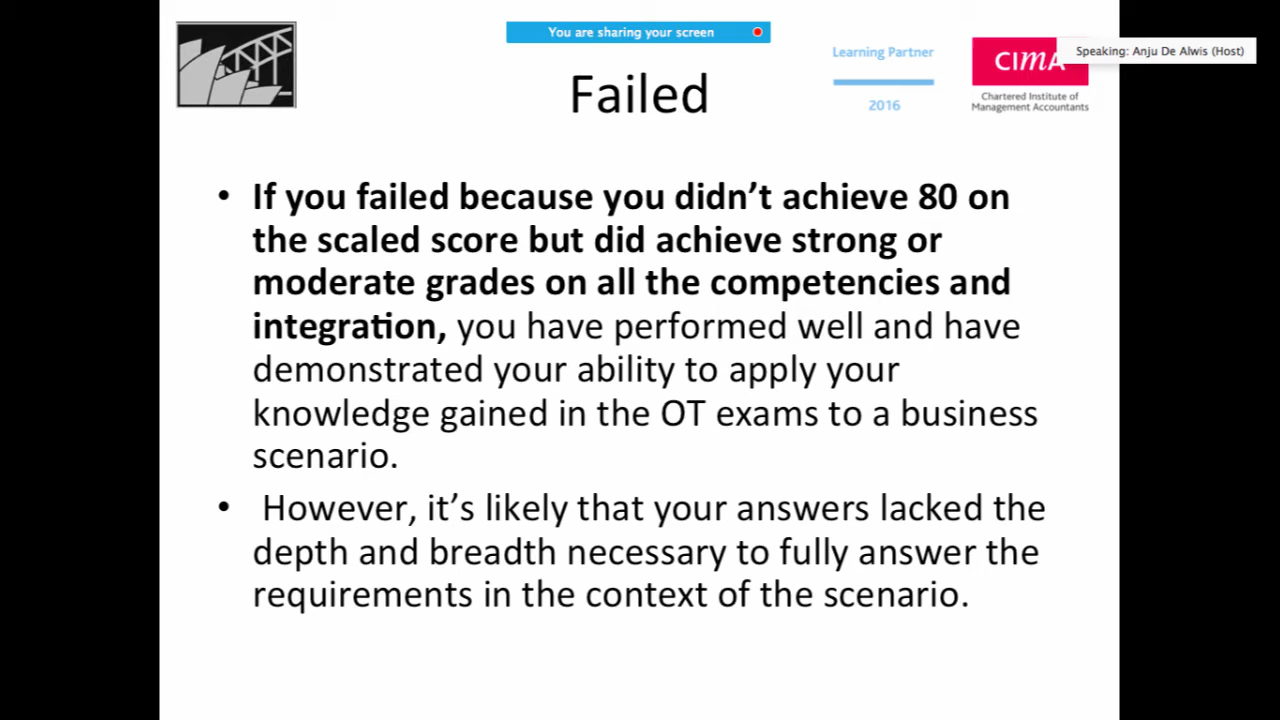 You are sharing your screen
Speaking: Anju De Alwis (Host)
Learning Partner
2016
CIMA
Chartered Institute of
Management Accountants
Failed
• If you failed because you didn’t achieve 80 on
the scaled score but did achieve strong or
moderate grades on all the competencies and
integration, you have performed well and have
demonstrated your ability to apply your
knowledge gained in the OT exams to a business
scenario.
• However, it’s likely that your answers lacked the
depth and breadth necessary to fully answer the
requirements in the context of the scenario.